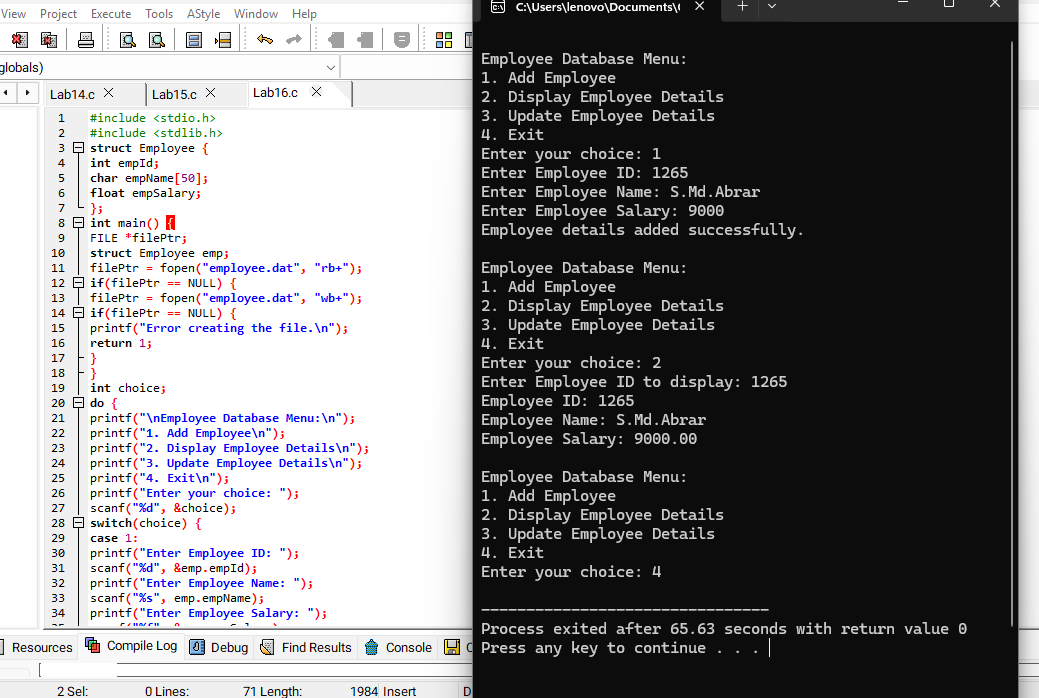 View Project Execute Tools AStyle Window Help
globals)
Lab14.c Lab15.c Lab16.c
1 #include <stdio.h>
2 #include <stdlib.h>
3 struct Employee {
4 int empId;
5 char empName[50];
6 float empSalary;
7 };
8 int main() {
9 FILE *filePtr;
10 struct Employee emp;
11 filePtr = fopen("employee.dat", "rb+");
12 if(filePtr == NULL) {
13 filePtr = fopen("employee.dat", "wb+");
14 if(filePtr == NULL) {
15 printf("Error creating the file.\n");
16 return 1;
17 }
18 }
19 int choice;
20 do {
21 printf("\nEmployee Database Menu:\n");
22 printf("1. Add Employee\n");
23 printf("2. Display Employee Details\n");
24 printf("3. Update Employee Details\n");
25 printf("4. Exit\n");
26 printf("Enter your choice: ");
27 scanf("%d", &choice);
28 switch(choice) {
29 case 1:
30 printf("Enter Employee ID: ");
31 scanf("%d", &emp.empId);
32 printf("Enter Employee Name: ");
33 scanf("%s", emp.empName);
34 printf("Enter Employee Salary: ");
Resources Compile Log Debug Find Results Console
2 Sel: 0 Lines: 71 Length: 1984 Insert
C:\Users\lenovo\Documents\
Employee Database Menu:
1. Add Employee
2. Display Employee Details
3. Update Employee Details
4. Exit
Enter your choice: 1
Enter Employee ID: 1265
Enter Employee Name: S.Md.Abrar
Enter Employee Salary: 9000
Employee details added successfully.
Employee Database Menu:
1. Add Employee
2. Display Employee Details
3. Update Employee Details
4. Exit
Enter your choice: 2
Enter Employee ID to display: 1265
Employee ID: 1265
Employee Name: S.Md.Abrar
Employee Salary: 9000.00
Employee Database Menu:
1. Add Employee
2. Display Employee Details
3. Update Employee Details
4. Exit
Enter your choice: 4
--------------------------------
Process exited after 65.63 seconds with return value 0
Press any key to continue . . .